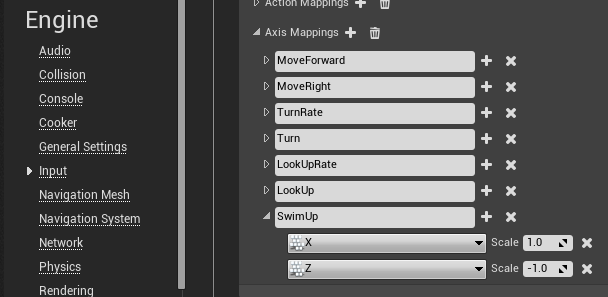 Engine
Audio
Collision
Console
Cooker
General Settings
Input
Navigation Mesh
Navigation System
Network
Physics
Rendering
Action Mappings
Axis Mappings
MoveForward
MoveRight
TurnRate
Turn
LookUpRate
LookUp
SwimUp
X Scale 1.0
Z Scale -1.0